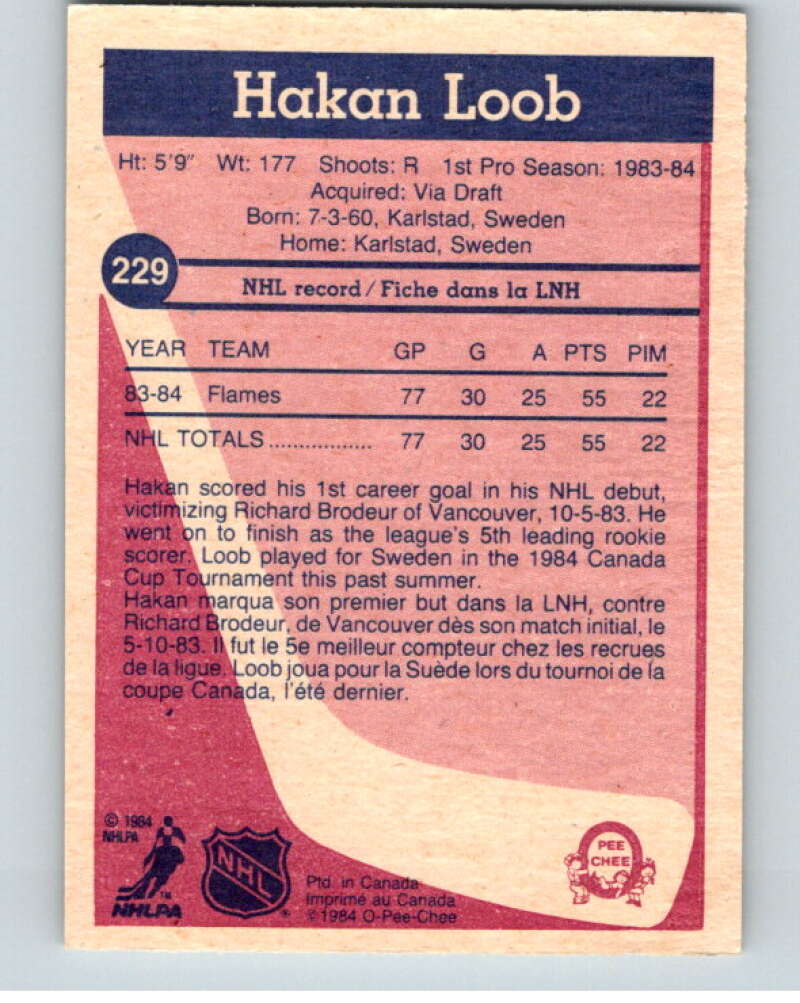 Hakan Loob
Ht: 5'9" Wt: 177 Shoots: R 1st Pro Season: 1983-84
Acquired: Via Draft
Born: 7-3-60, Karlstad, Sweden
Home: Karlstad, Sweden
229
NHL record / Fiche dans la LNH
YEAR TEAM GP G A PTS PIM
83-84 Flames 77 30 25 55 22
NHL TOTALS ................. 77 30 25 55 22
Hakan scored his 1st career goal in his NHL debut,
victimizing Richard Brodeur of Vancouver, 10-5-83. He
went on to finish as the league's 5th leading rookie
scorer. Loob played for Sweden in the 1984 Canada
Cup Tournament this past summer.
Hakan marqua son premier but dans la LNH, contre
Richard Brodeur, de Vancouver dès son match initial, le
5-10-83. Il fut le 5e meilleur compteur chez les recrues
de la ligue. Loob joua pour la Suède lors du tournoi de la
coupe Canada, l'été dernier.
© 1984
NHLPA
TM
NHLPA
NHL
®
Ptd. in Canada
Imprimé au Canada
© 1984 O-Pee-Chee
PEE
CHEE